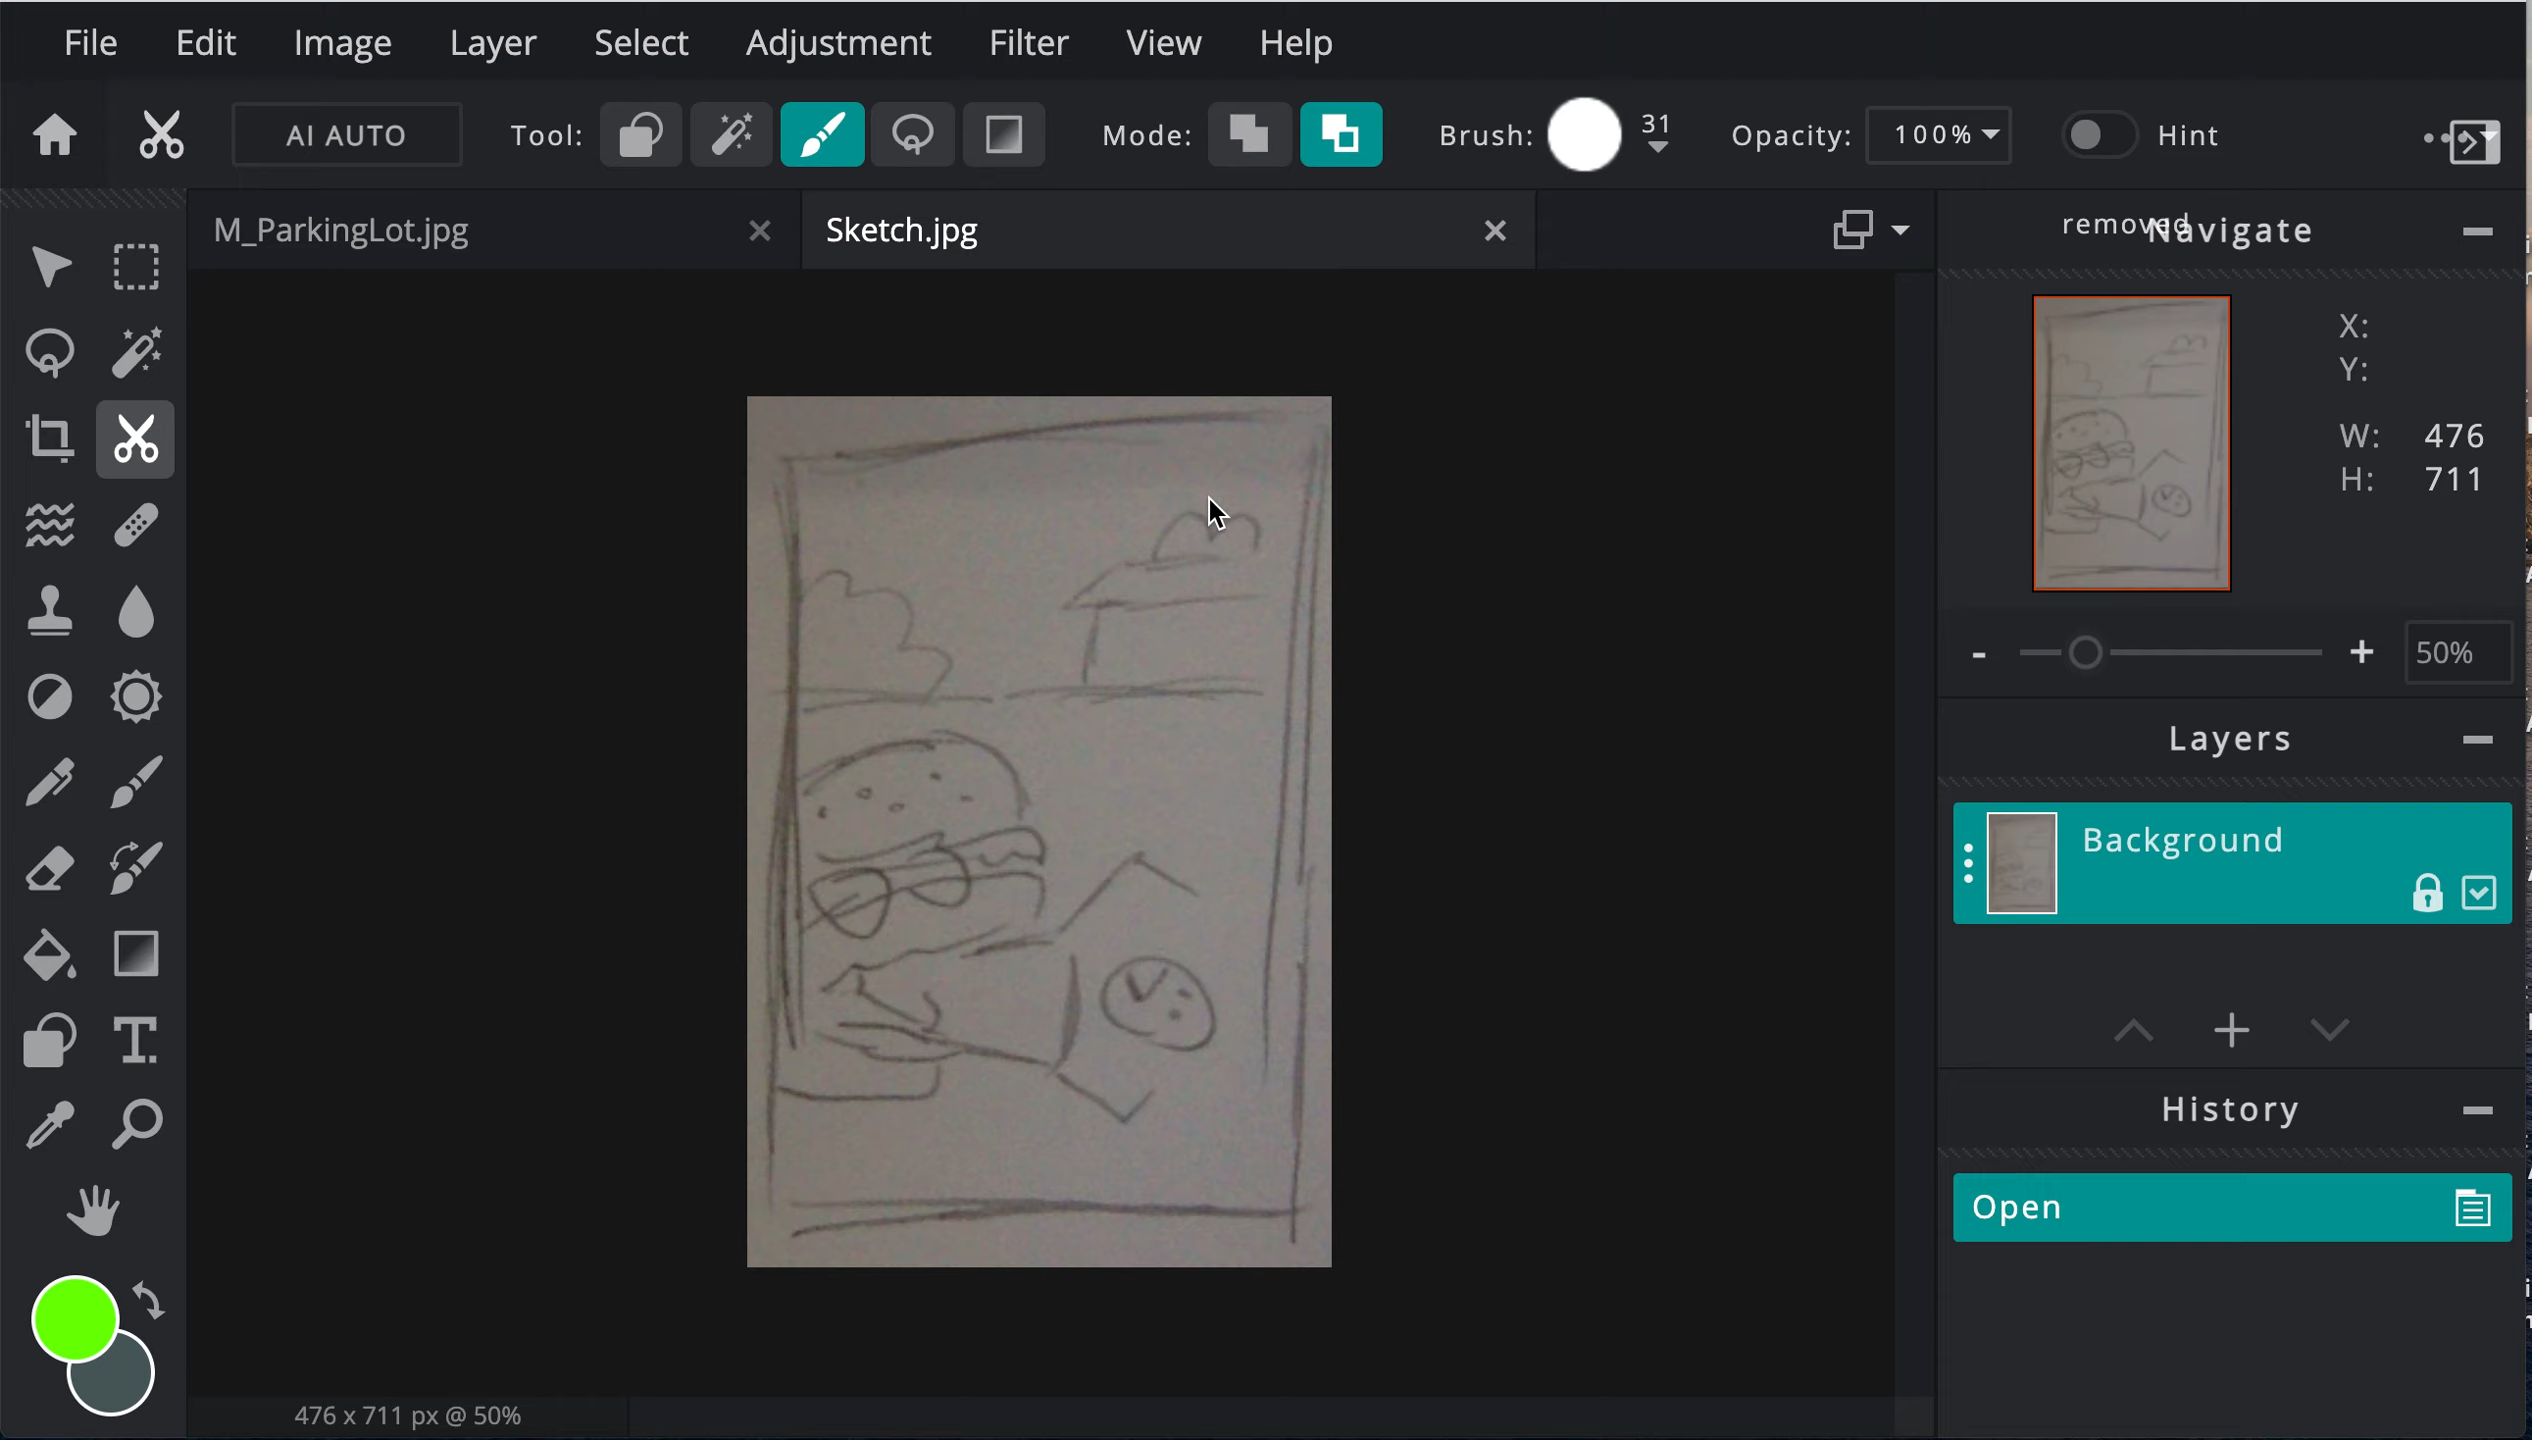 File Edit Image Layer Select Adjustment Filter View Help
AI AUTO Tool: Mode: Brush: 31 Opacity: 100% Hint
M_ParkingLot.jpg Sketch.jpg removed Navigate
X:
Y:
W: 476
H: 711
- + 50%
Layers
Background
History
Open
476 x 711 px @ 50%